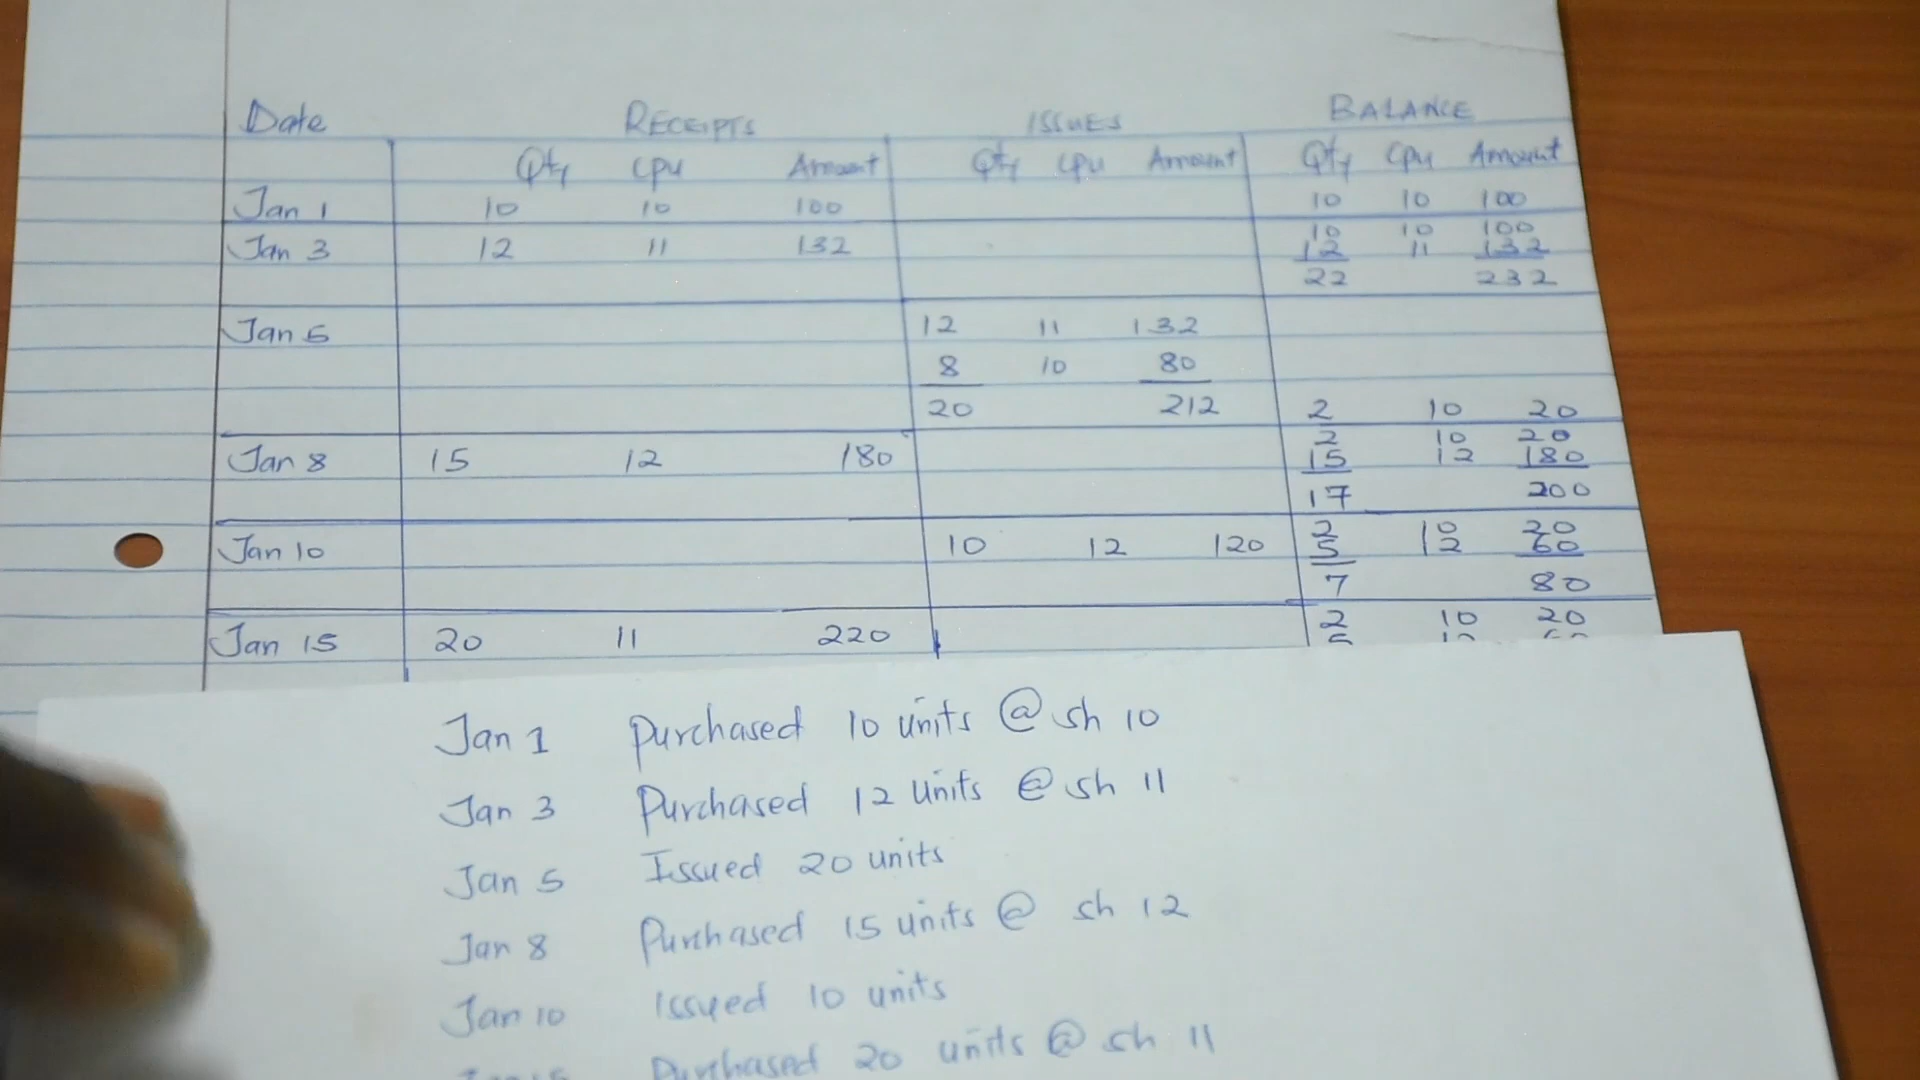 Date RECEIPTS ISSUES BALANCE
Qty cpu Amount Qty cpu Amount Qty cpu Amount
Jan 1 10 10 100 10 10 100
10 10 100
Jan 3 12 11 132 12 11 132
22 232
Jan 5 12 11 132
8 10 80
20 212 2 10 20
2 10 20
Jan 8 15 12 180 15 12 180
17 200
2 10 20
Jan 10 10 12 120 5 12 60
7 80
2 10 20
Jan 15 20 11 220
Jan 1 Purchased 10 units @ sh 10
Jan 3 Purchased 12 units @ sh 11
Jan 5 Issued 20 units
Jan 8 Purchased 15 units @ sh 12
Jan 10 Issued 10 units
Purchased 20 units @ sh 11